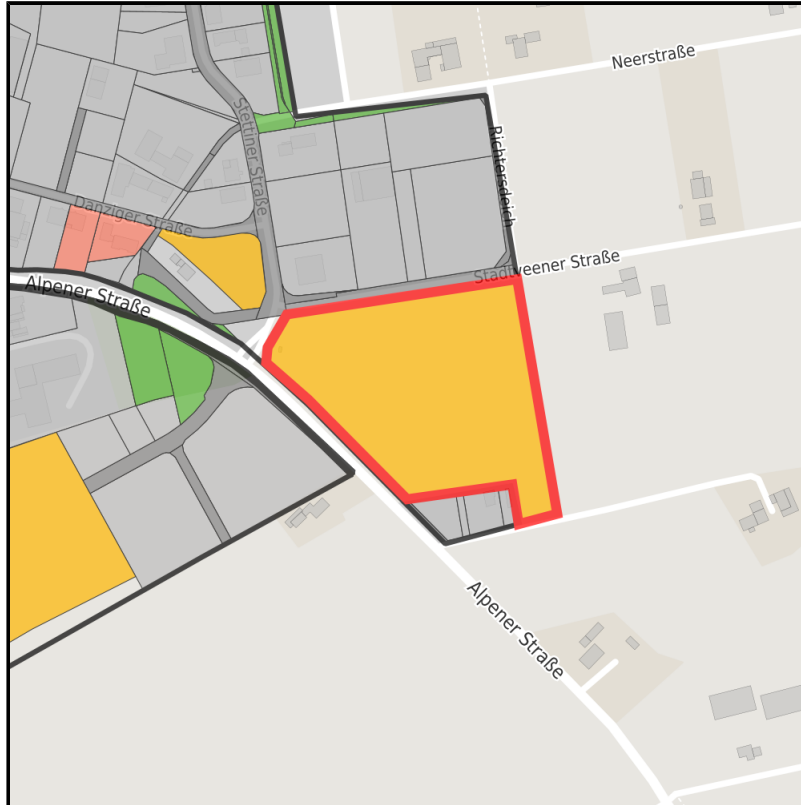 Neerstraße
Stettiner Straße
Richtersdeich
Danziger Straße
Stadtveener Straße
Alpener Straße
Alpener Straße